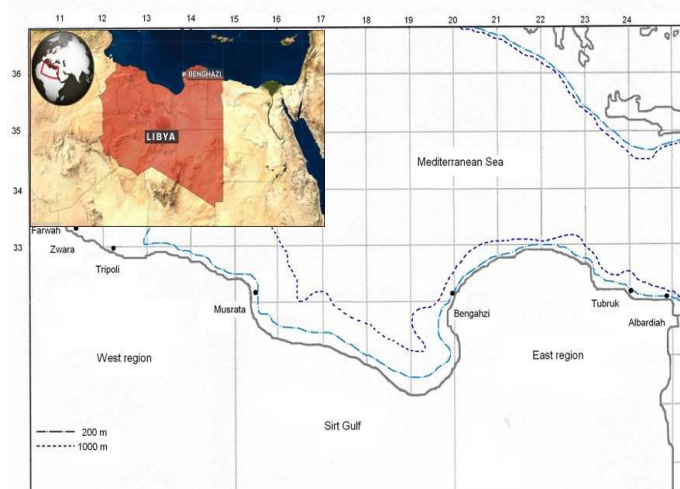 11 12 13 14 15 16 17 18 19 20 21 22 23 24
36
35
34
33
BENGHAZI
LIBYA
Mediterranean Sea
Farwah
Zwara
Tripoli
Musrata
Bengahzi
Tubruk
Albardiah
West region
East region
Sirt Gulf
200 m
1000 m